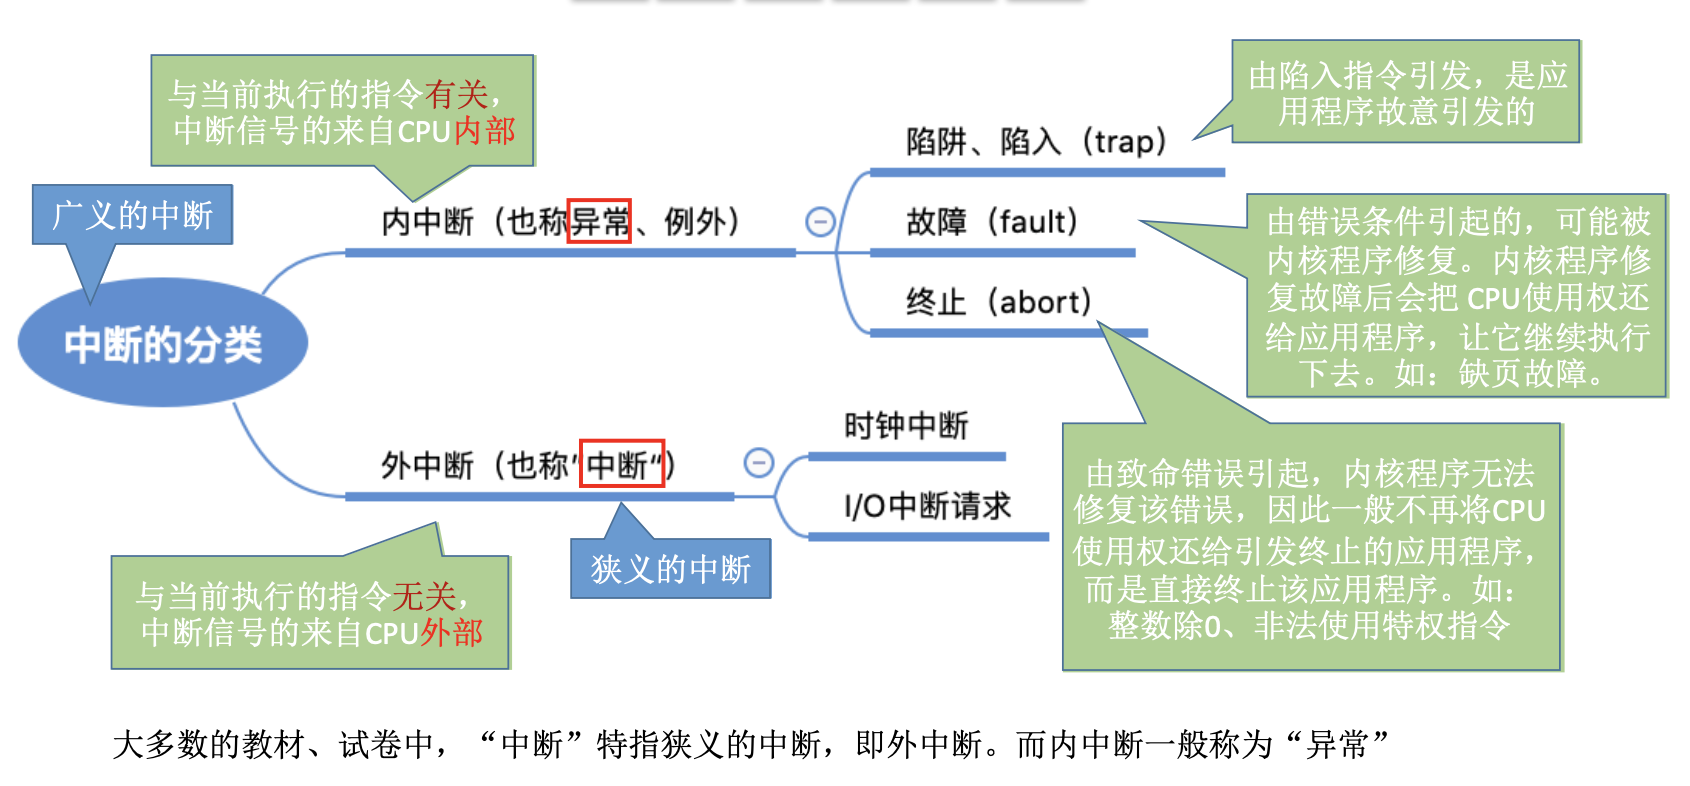 与当前执行的指令有关，
中断信号的来自CPU内部
由陷入指令引发，是应
用程序故意引发的
陷阱、陷入（trap）
广义的中断
内中断（也称异常、例外）
故障（fault）
由错误条件引起的，可能被
内核程序修复。内核程序修
复故障后会把 CPU使用权还
给应用程序，让它继续执行
下去。如：缺页故障。
终止（abort）
中断的分类
时钟中断
外中断（也称“中断“）
由致命错误引起，内核程序无法
修复该错误，因此一般不再将CPU
使用权还给引发终止的应用程序，
而是直接终止该应用程序。如：
整数除0、非法使用特权指令
I/O中断请求
狭义的中断
与当前执行的指令无关，
中断信号的来自CPU外部
大多数的教材、试卷中，“中断”特指狭义的中断，即外中断。而内中断一般称为“异常”